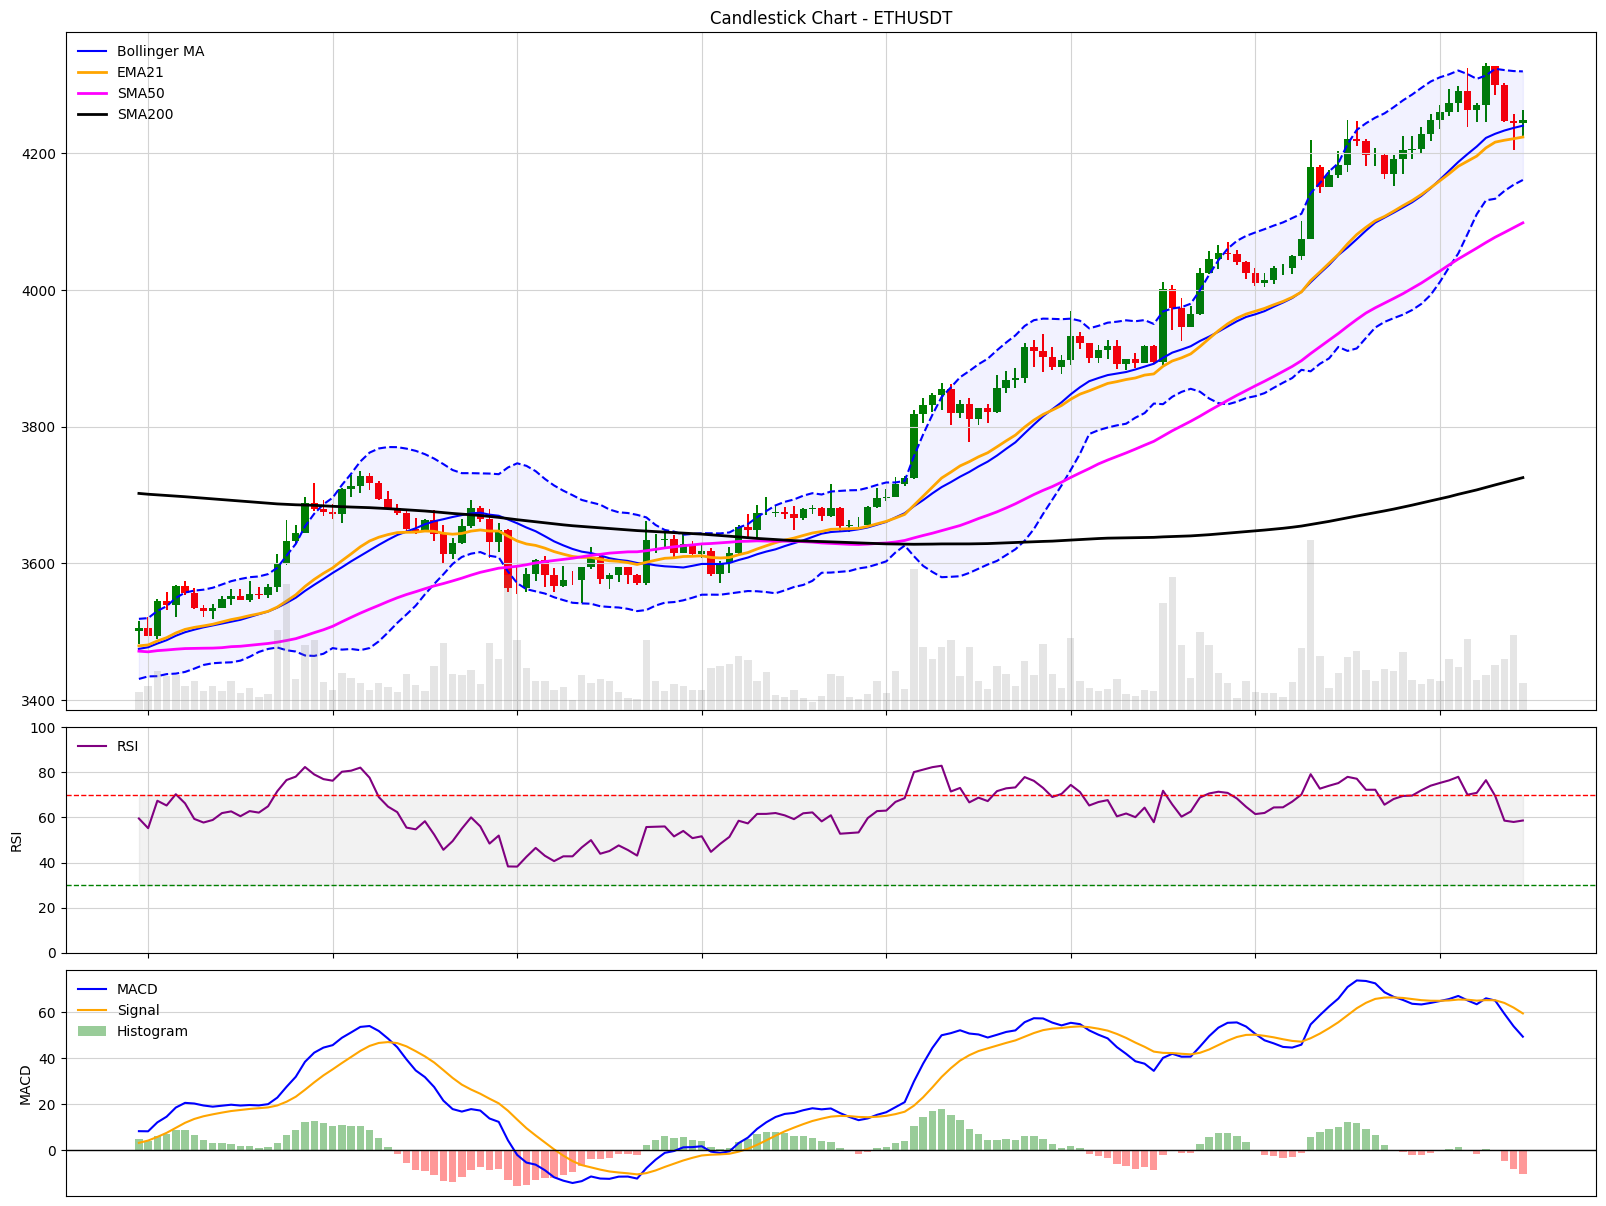 Candlestick Chart - ETHUSDT
Bollinger MA
EMA21
SMA50
SMA200
4200
4000
3800
3600
3400
100
80
60
40
20
0
RSI
RSI
60
40
20
0
MACD
MACD
Signal
Histogram